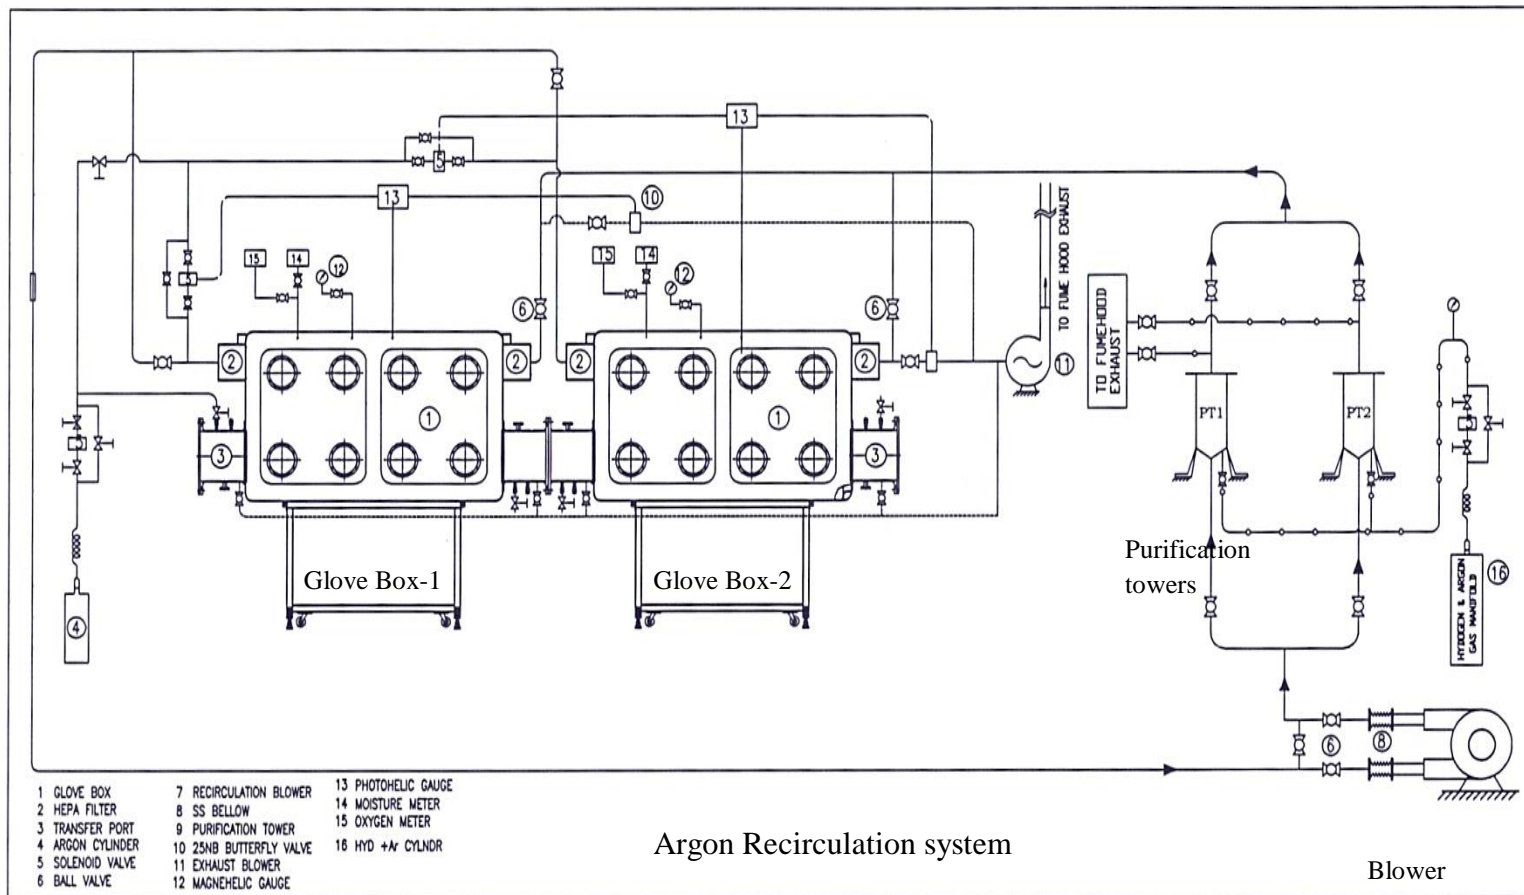 13
10
13
5
15
14
12
15
14
12
TO FUME HOOD EXHAUST
5
6
6
2
2
2
2
11
TO FUMEHOOD
EXHAUST
1
1
PT1
PT2
3
3
Purification
towers
Glove Box-1
Glove Box-2
4
HYDOGEN & ARGON
GAS MANIFOLD
16
6
8
1 GLOVE BOX
2 HEPA FILTER
3 TRANSFER PORT
4 ARGON CYLINDER
5 SOLENOID VALVE
6 BALL VALVE
7 RECIRCULATION BLOWER
8 SS BELLOW
9 PURIFICATION TOWER
10 25NB BUTTERFLY VALVE
11 EXHAUST BLOWER
12 MAGNEHELIC GAUGE
13 PHOTOHELIC GAUGE
14 MOISTURE METER
15 OXYGEN METER
16 HYD +Ar CYLNDR
Argon Recirculation system
Blower